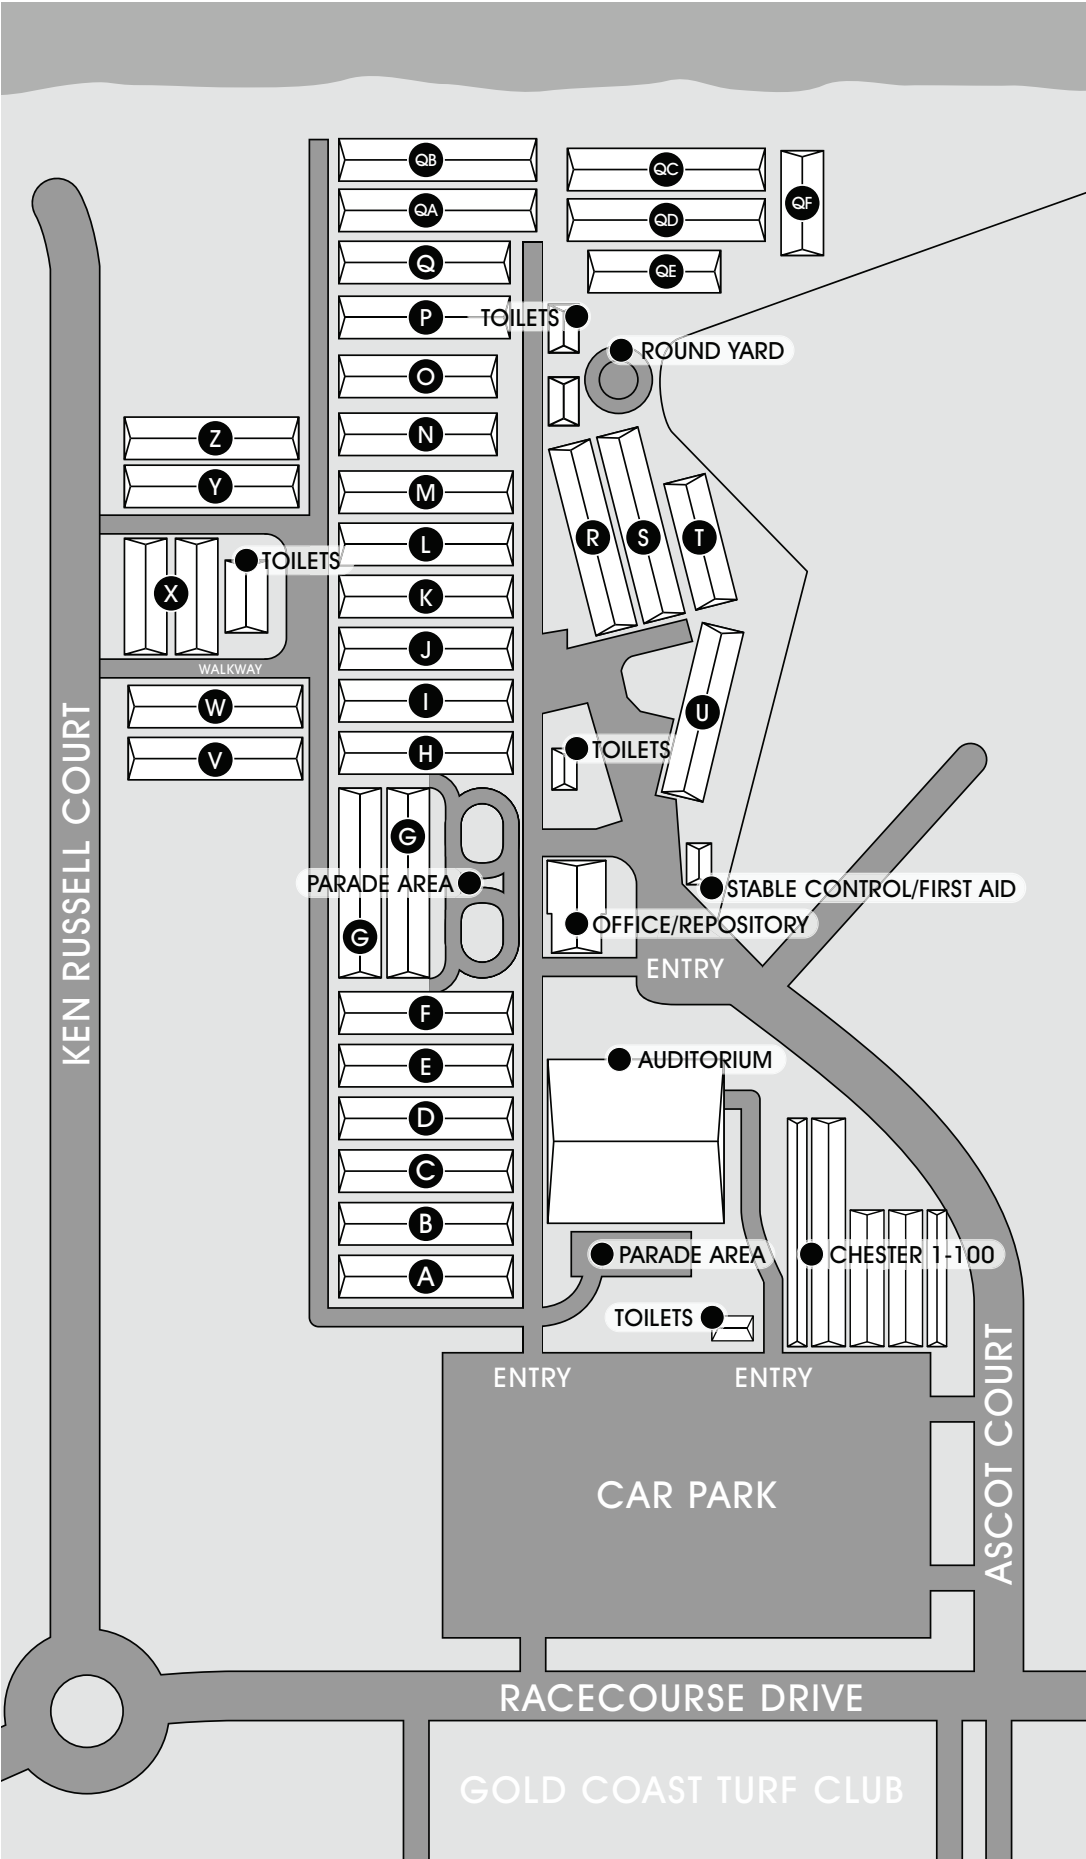 QB
QC
QA
QF
QD
Q
QE
P
TOILETS
ROUND YARD
O
N
Z
Y
M
R
S
T
L
TOILETS
X
K
J
WALKWAY
I
W
U
H
TOILETS
V
G
PARADE AREA
STABLE CONTROL/FIRST AID
G
OFFICE/REPOSITORY
KEN RUSSELL COURT
ENTRY
F
E
AUDITORIUM
D
C
B
PARADE AREA
CHESTER 1-100
A
TOILETS
ENTRY
ENTRY
ASCOT COURT
CAR PARK
RACECOURSE DRIVE
GOLD COAST TURF CLUB